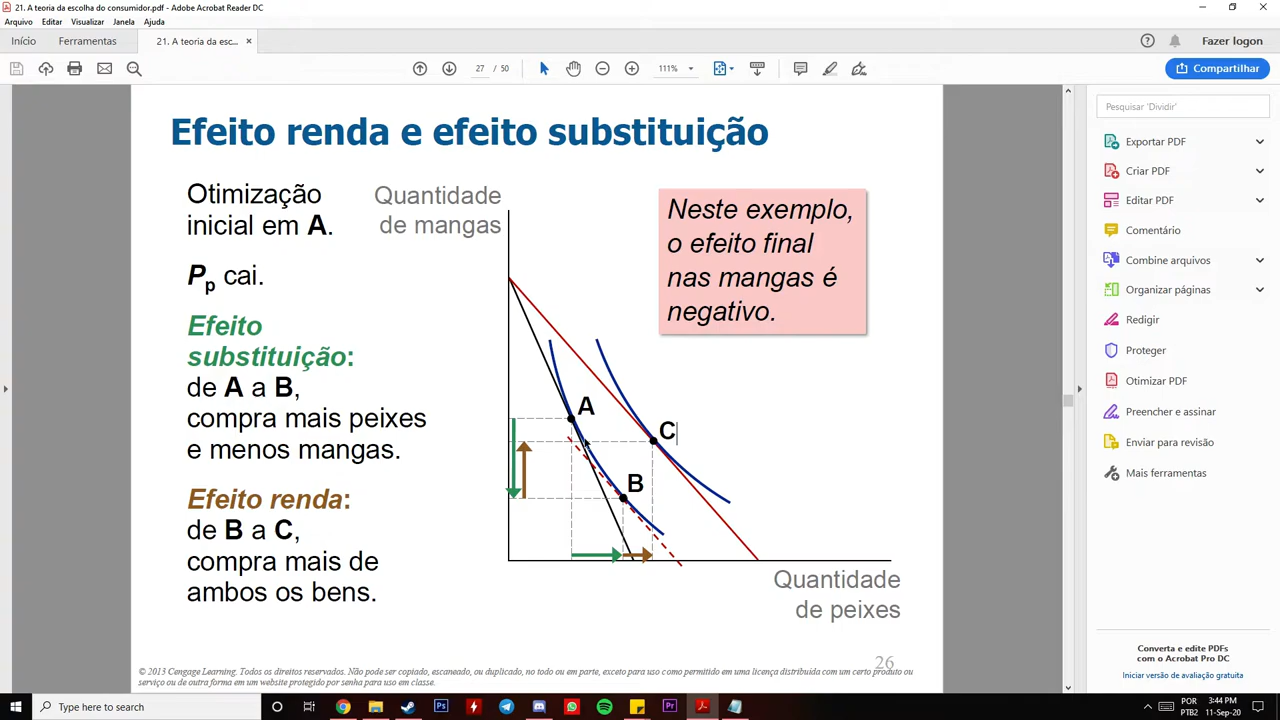 21. A teoria da escolha do consumidor.pdf - Adobe Acrobat Reader DC
Arquivo Editar Visualizar Janela Ajuda
Início Ferramentas 21. A teoria da esc... × Fazer logon
27 / 50 111% Compartilhar
Efeito renda e efeito substituição
Otimização
inicial em A.
Pp cai.
Efeito
substituição:
de A a B,
compra mais peixes
e menos mangas.
Efeito renda:
de B a C,
compra mais de
ambos os bens.
Quantidade
de mangas
Neste exemplo,
o efeito final
nas mangas é
negativo.
A
C
B
Quantidade
de peixes
26
© 2013 Cengage Learning. Todos os direitos reservados. Não pode ser copiado, escaneado, ou duplicado, no todo ou em parte, exceto para uso como permitido em uma licença distribuída com um certo produto ou
serviço ou de outra forma em um website protegido por senha para uso em classe.
Pesquisar 'Dividir'
Exportar PDF
Criar PDF
Editar PDF
Comentário
Combine arquivos
Organizar páginas
Redigir
Proteger
Otimizar PDF
Preencher e assinar
Enviar para revisão
Mais ferramentas
Converta e edite PDFs
com o Acrobat Pro DC
Iniciar versão de avaliação gratuita
Type here to search
Ps
Pr
POR
PTB2
3:44 PM
11-Sep-20